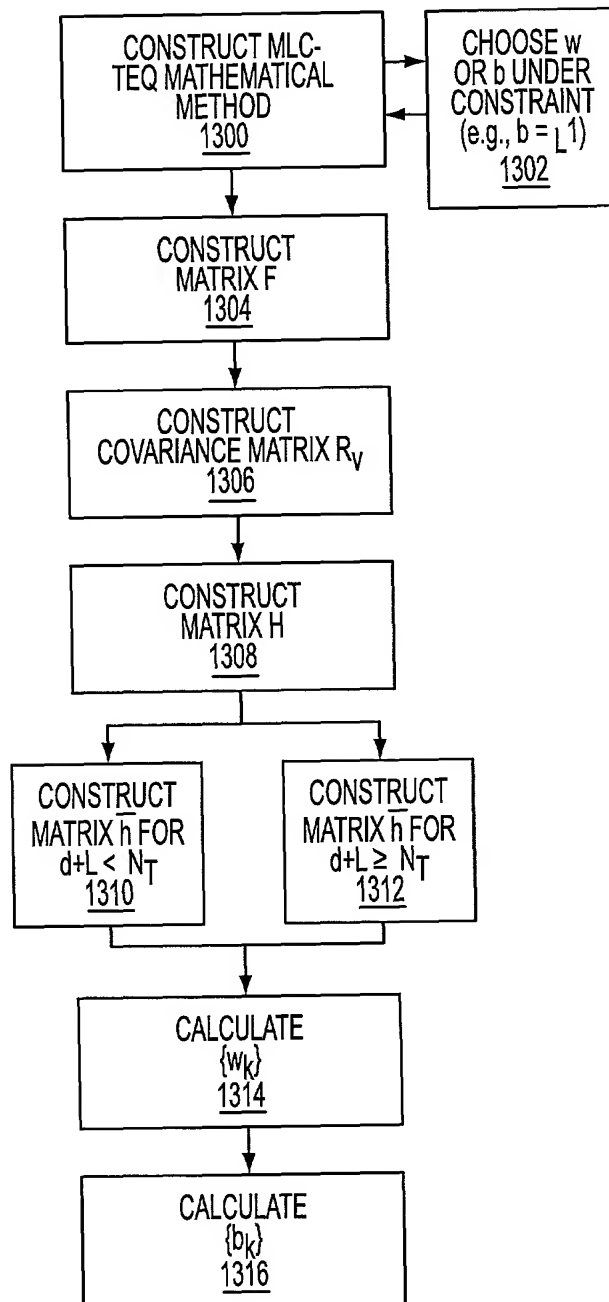 CONSTRUCT MLC-
TEQ MATHEMATICAL
METHOD
1300
CHOOSE w
OR b UNDER
CONSTRAINT
(e.g., b = L1)
1302
CONSTRUCT
MATRIX F
1304
CONSTRUCT
COVARIANCE MATRIX RV
1306
CONSTRUCT
MATRIX H
1308
CONSTRUCT
MATRIX h̅ FOR
d+L < NT
1310
CONSTRUCT
MATRIX h̅ FOR
d+L ≥ NT
1312
CALCULATE
{wk}
1314
CALCULATE
{bk}
1316